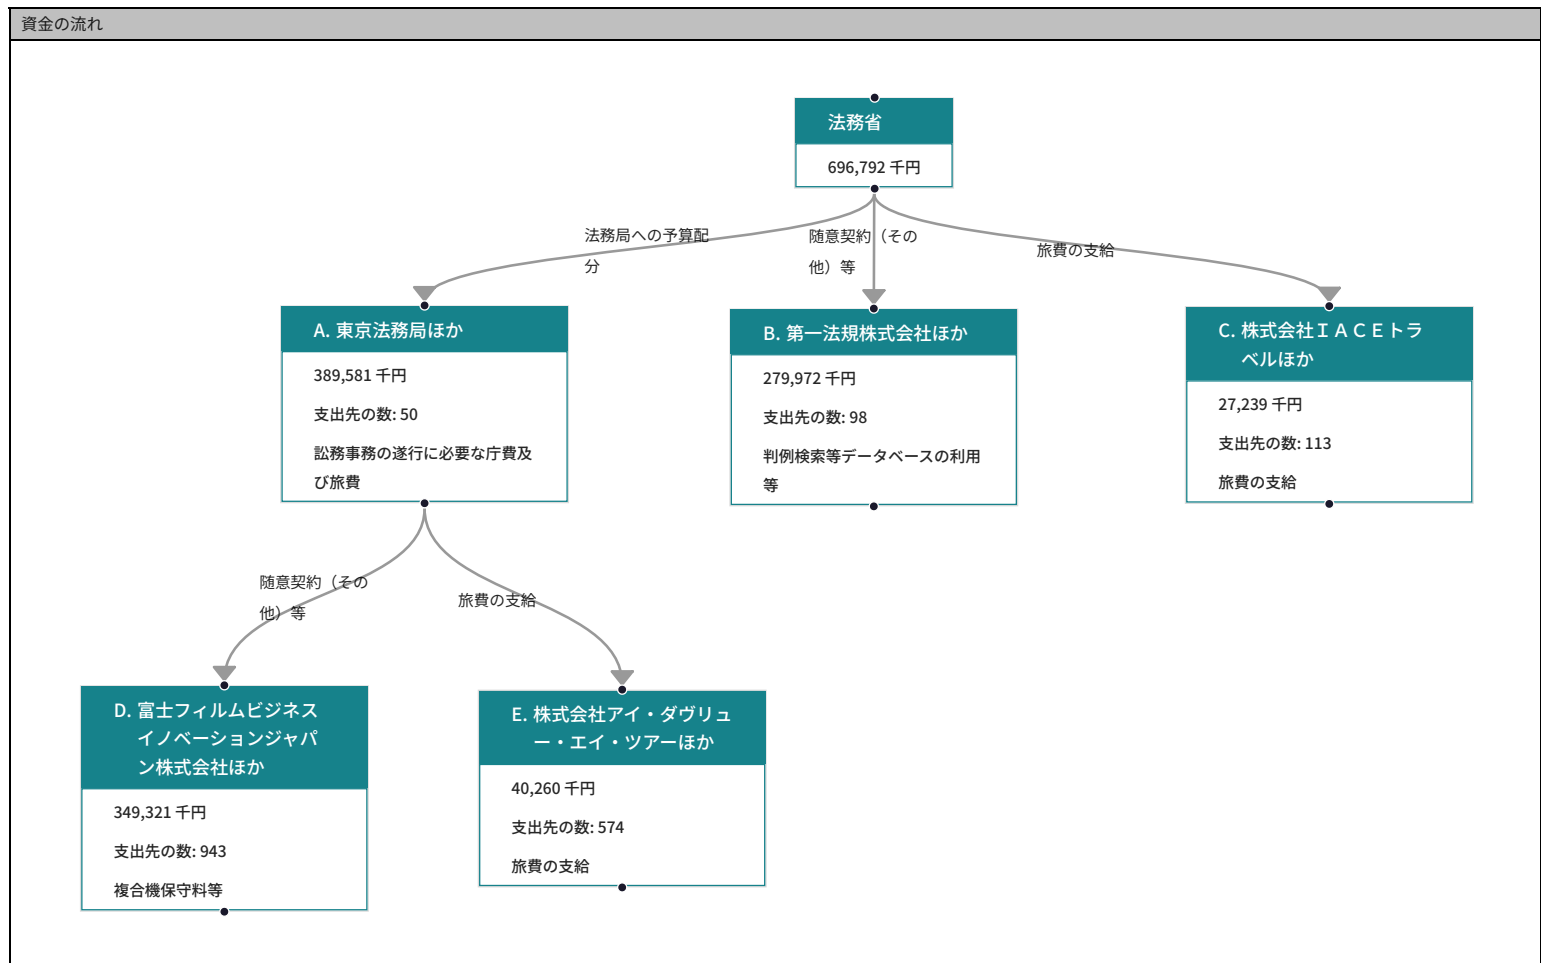 資金の流れ
法務省
696,792 千円
法務局への予算配
分
随意契約（その
他）等
旅費の支給
A. 東京法務局ほか
389,581 千円
支出先の数: 50
訟務事務の遂行に必要な庁費及
び旅費
B. 第一法規株式会社ほか
279,972 千円
支出先の数: 98
判例検索等データベースの利用
等
C. 株式会社ＩＡＣＥトラ
ベルほか
27,239 千円
支出先の数: 113
旅費の支給
随意契約（その
他）等
旅費の支給
D. 富士フィルムビジネス
イノベーションジャパ
ン株式会社ほか
349,321 千円
支出先の数: 943
複合機保守料等
E. 株式会社アイ・ダヴリュ
ー・エイ・ツアーほか
40,260 千円
支出先の数: 574
旅費の支給